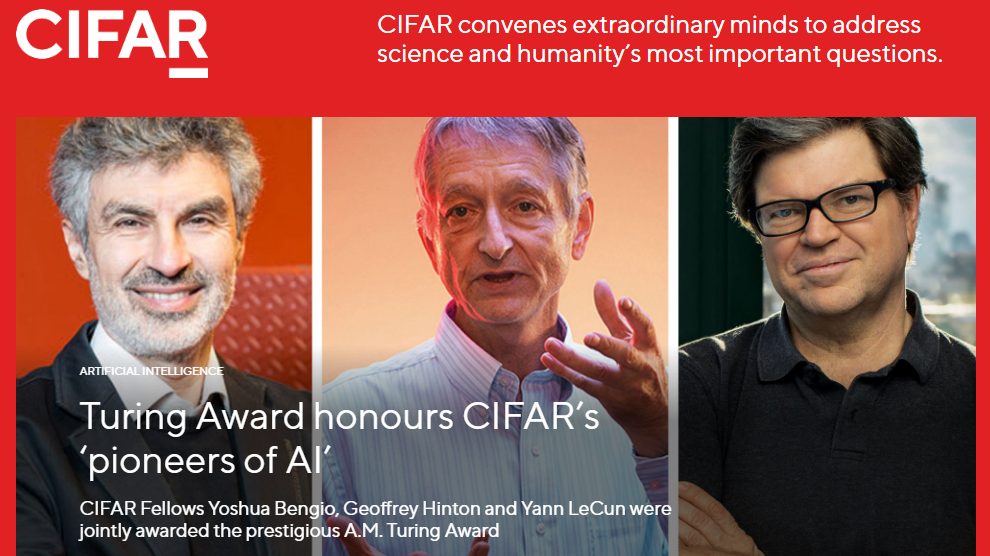 CIFAR
CIFAR convenes extraordinary minds to address
science and humanity’s most important questions.
ARTIFICIAL INTELLIGENCE
Turing Award honours CIFAR’s
‘pioneers of AI’
CIFAR Fellows Yoshua Bengio, Geoffrey Hinton and Yann LeCun were
jointly awarded the prestigious A.M. Turing Award